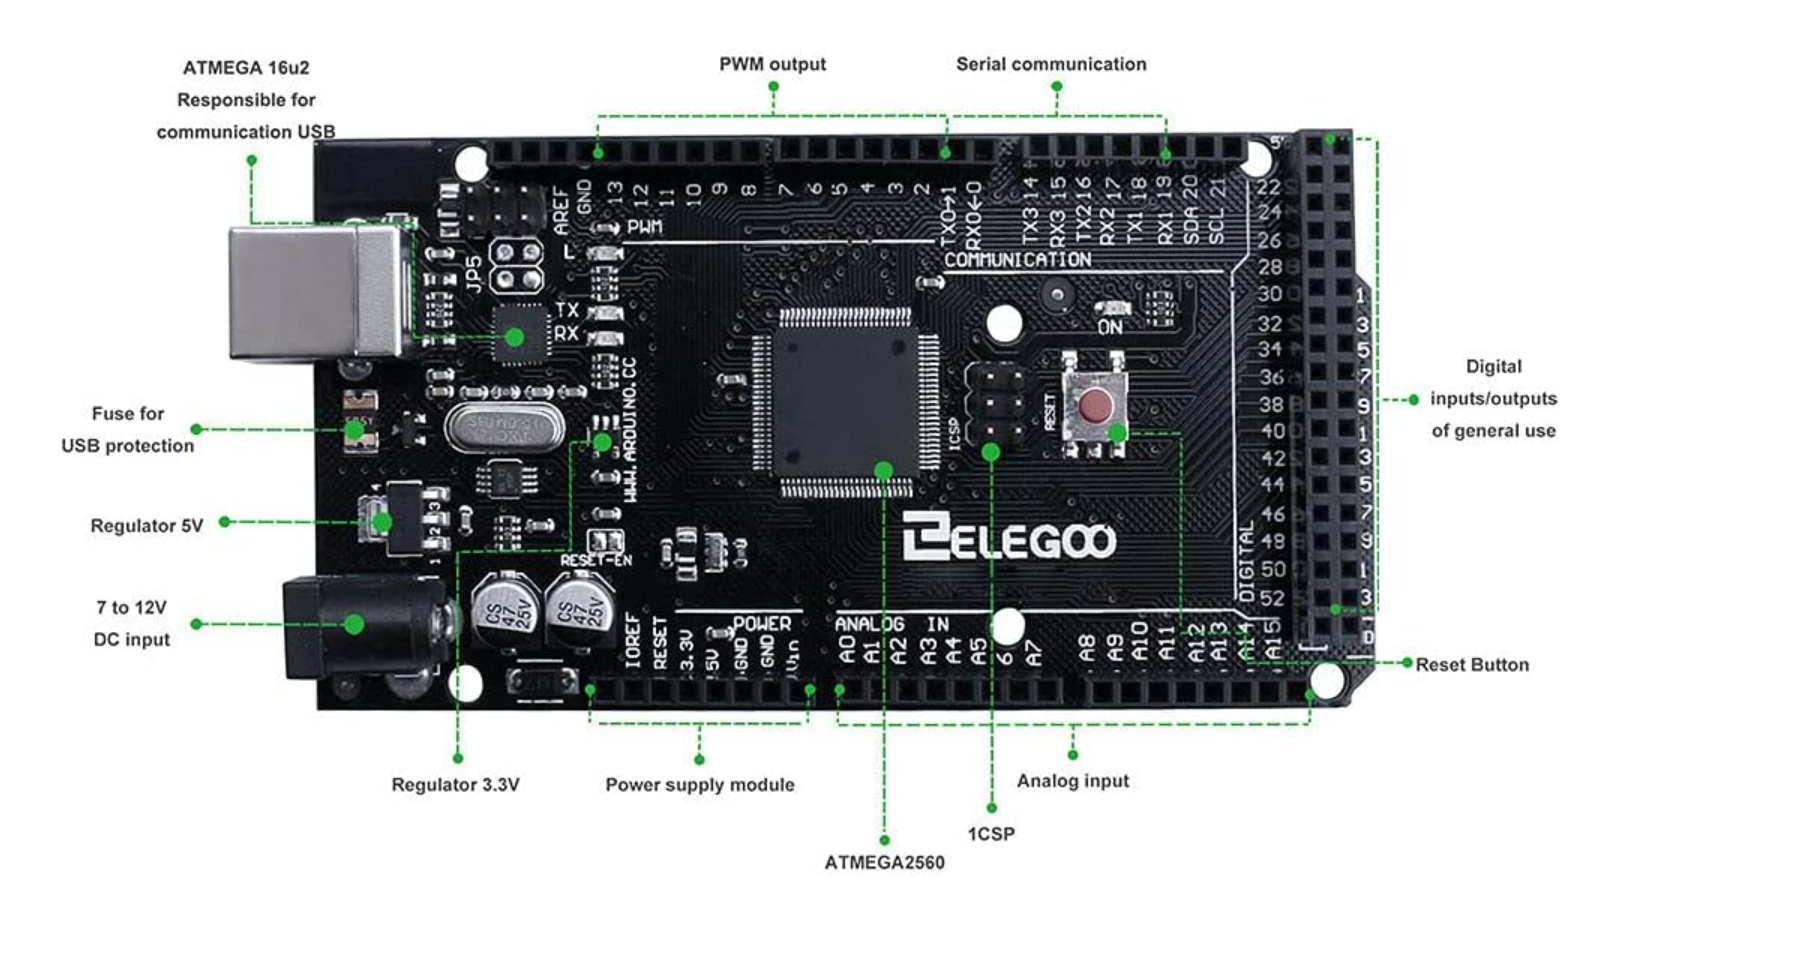 ATMEGA 16u2
Responsible for
communication USB
PWM output
Serial communication
AREF
GND
13
12
11
10
9
8
7
6
5
4
3
2
TX0→1
RX0←0
TX3 14
RX3 15
TX2 16
RX2 17
TX1 18
RX1 19
SDA 20
SCL 21
PWM
L
COMMUNICATION
JP5
TX
RX
ON
22
24
26
28
30
32
34
36
38
40
42
44
46
48
50
52
1
3
5
7
9
1
3
5
7
9
1
3
Digital
inputs/outputs
of general use
Fuse for
USB protection
WWW.ARDUINO.CC
ICSP
RESET
Regulator 5V
1
2
3
4
ELEGOO
DIGITAL
RESET-EN
7 to 12V
DC input
CS
47
25V
CS
47
25V
POWER
IOREF
RESET
3.3V
5V
GND
GND
Vin
ANALOG IN
A0
A1
A2
A3
A4
A5
6
A7
A8
A9
A10
A11
A12
A13
A14
A15
Reset Button
Regulator 3.3V
Power supply module
Analog input
1CSP
ATMEGA2560